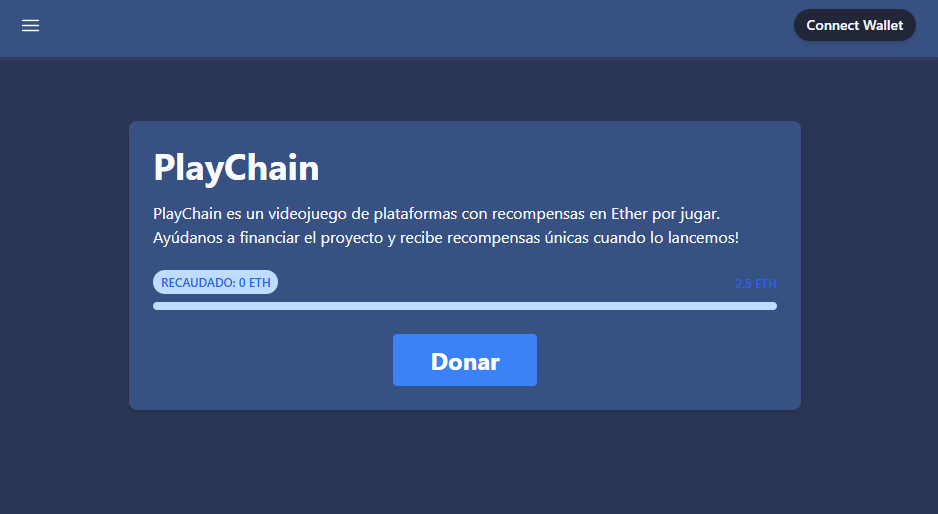 Connect Wallet
PlayChain
PlayChain es un videojuego de plataformas con recompensas en Ether por jugar.
Ayúdanos a financiar el proyecto y recibe recompensas únicas cuando lo lancemos!
RECAUDADO: 0 ETH
2.5 ETH
Donar